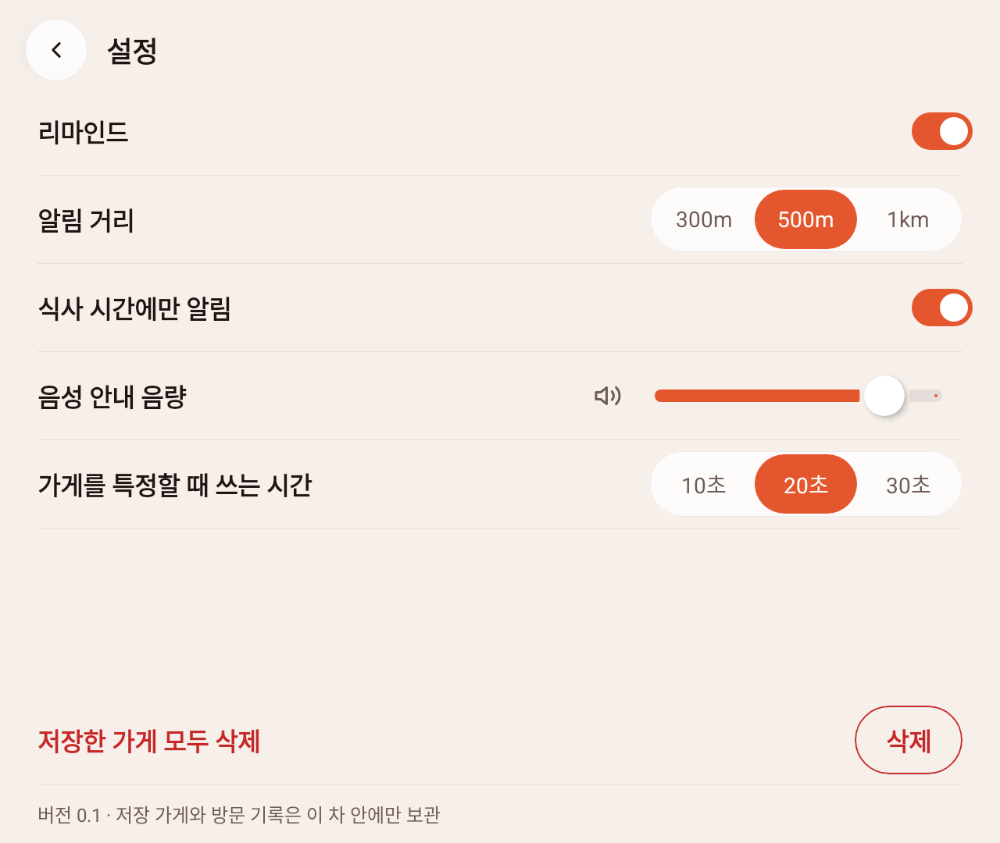 설정
리마인드
알림 거리 300m 500m 1km
식사 시간에만 알림
음성 안내 음량
가게를 특정할 때 쓰는 시간 10초 20초 30초
저장한 가게 모두 삭제 삭제
버전 0.1 · 저장 가게와 방문 기록은 이 차 안에만 보관